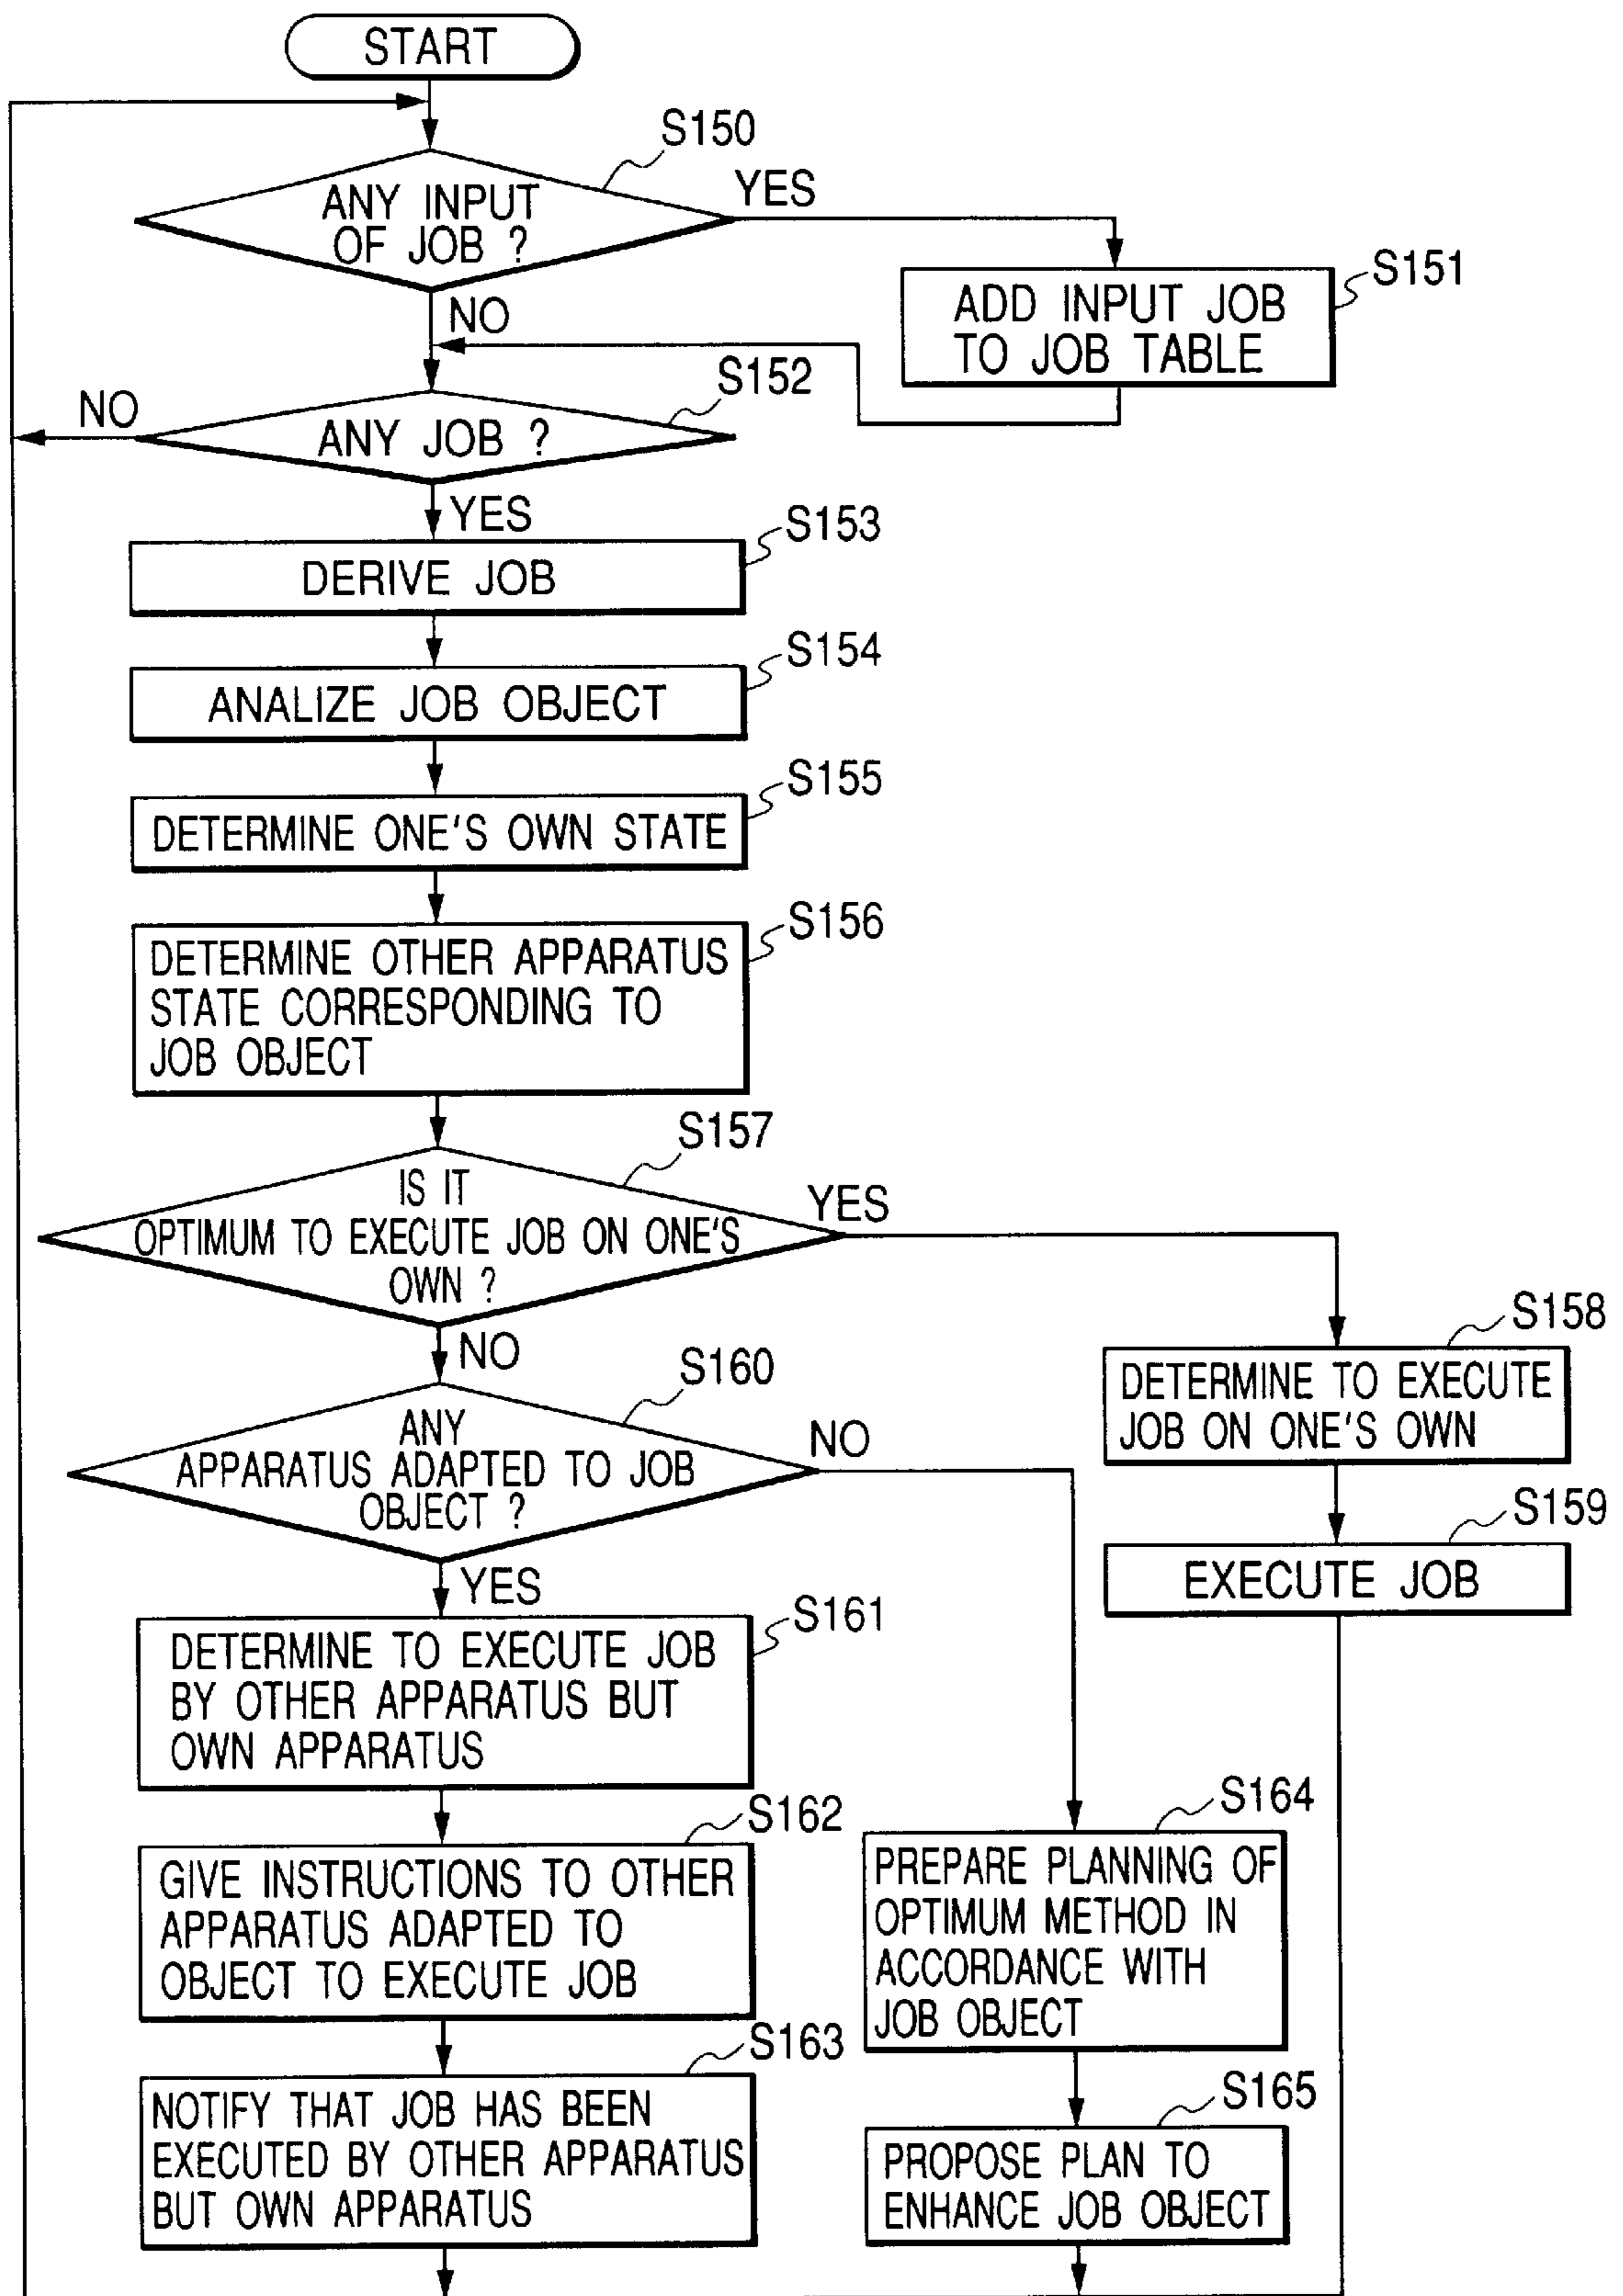 START
S150
ANY INPUT
OF JOB ?
YES
S151
ADD INPUT JOB
TO JOB TABLE
NO
S152
NO
ANY JOB ?
YES
S153
DERIVE JOB
S154
ANALIZE JOB OBJECT
S155
DETERMINE ONE'S OWN STATE
S156
DETERMINE OTHER APPARATUS
STATE CORRESPONDING TO
JOB OBJECT
S157
IS IT
OPTIMUM TO EXECUTE JOB ON ONE'S
OWN ?
YES
S158
DETERMINE TO EXECUTE
JOB ON ONE'S OWN
S159
EXECUTE JOB
NO
S160
ANY
APPARATUS ADAPTED TO JOB
OBJECT ?
NO
YES
S161
DETERMINE TO EXECUTE JOB
BY OTHER APPARATUS BUT
OWN APPARATUS
S162
GIVE INSTRUCTIONS TO OTHER
APPARATUS ADAPTED TO
OBJECT TO EXECUTE JOB
S163
NOTIFY THAT JOB HAS BEEN
EXECUTED BY OTHER APPARATUS
BUT OWN APPARATUS
S164
PREPARE PLANNING OF
OPTIMUM METHOD IN
ACCORDANCE WITH
JOB OBJECT
S165
PROPOSE PLAN TO
ENHANCE JOB OBJECT